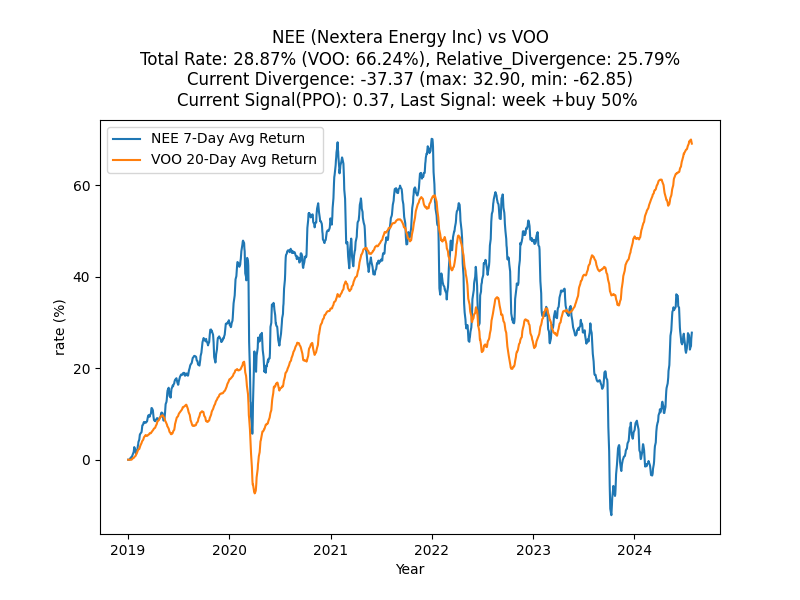 NEE (Nextera Energy Inc) vs VOO
Total Rate: 28.87% (VOO: 66.24%), Relative_Divergence: 25.79%
Current Divergence: -37.37 (max: 32.90, min: -62.85)
Current Signal(PPO): 0.37, Last Signal: week +buy 50%
NEE 7-Day Avg Return
VOO 20-Day Avg Return
rate (%)
60
40
20
0
2019 2020 2021 2022 2023 2024
Year